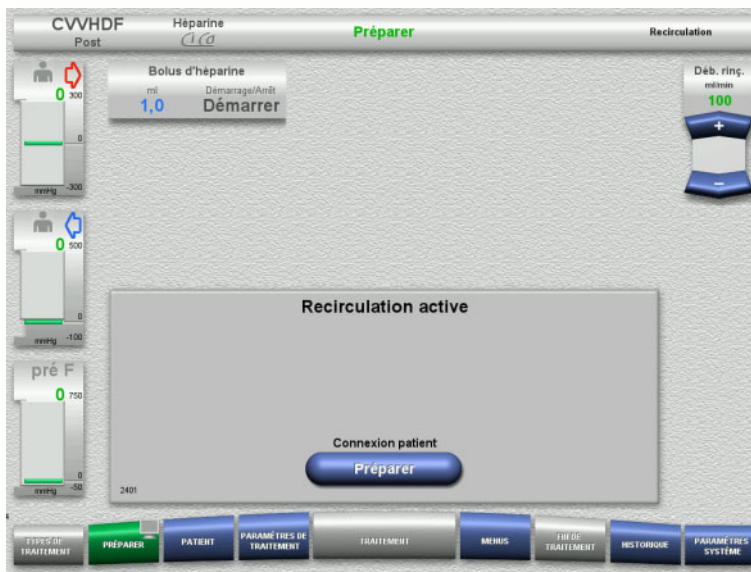 CVVHDF
Post
Héparine
Ci Ca
Préparer
Recirculation
0
300
0
-300
mmHg
Bolus d'héparine
ml
Démarrage/Arrêt
1,0
Démarrer
Déb. rinç.
ml/min
100
+
−
0
500
0
-100
mmHg
Recirculation active
pré F
0
750
0
-50
mmHg
Connexion patient
Préparer
2401
TYPES DE
TRAITEMENT
PRÉPARER
PATIENT
PARAMÈTRES DE
TRAITEMENT
TRAITEMENT
MENUS
FIN DE
TRAITEMENT
HISTORIQUE
PARAMÈTRES
SYSTÈME